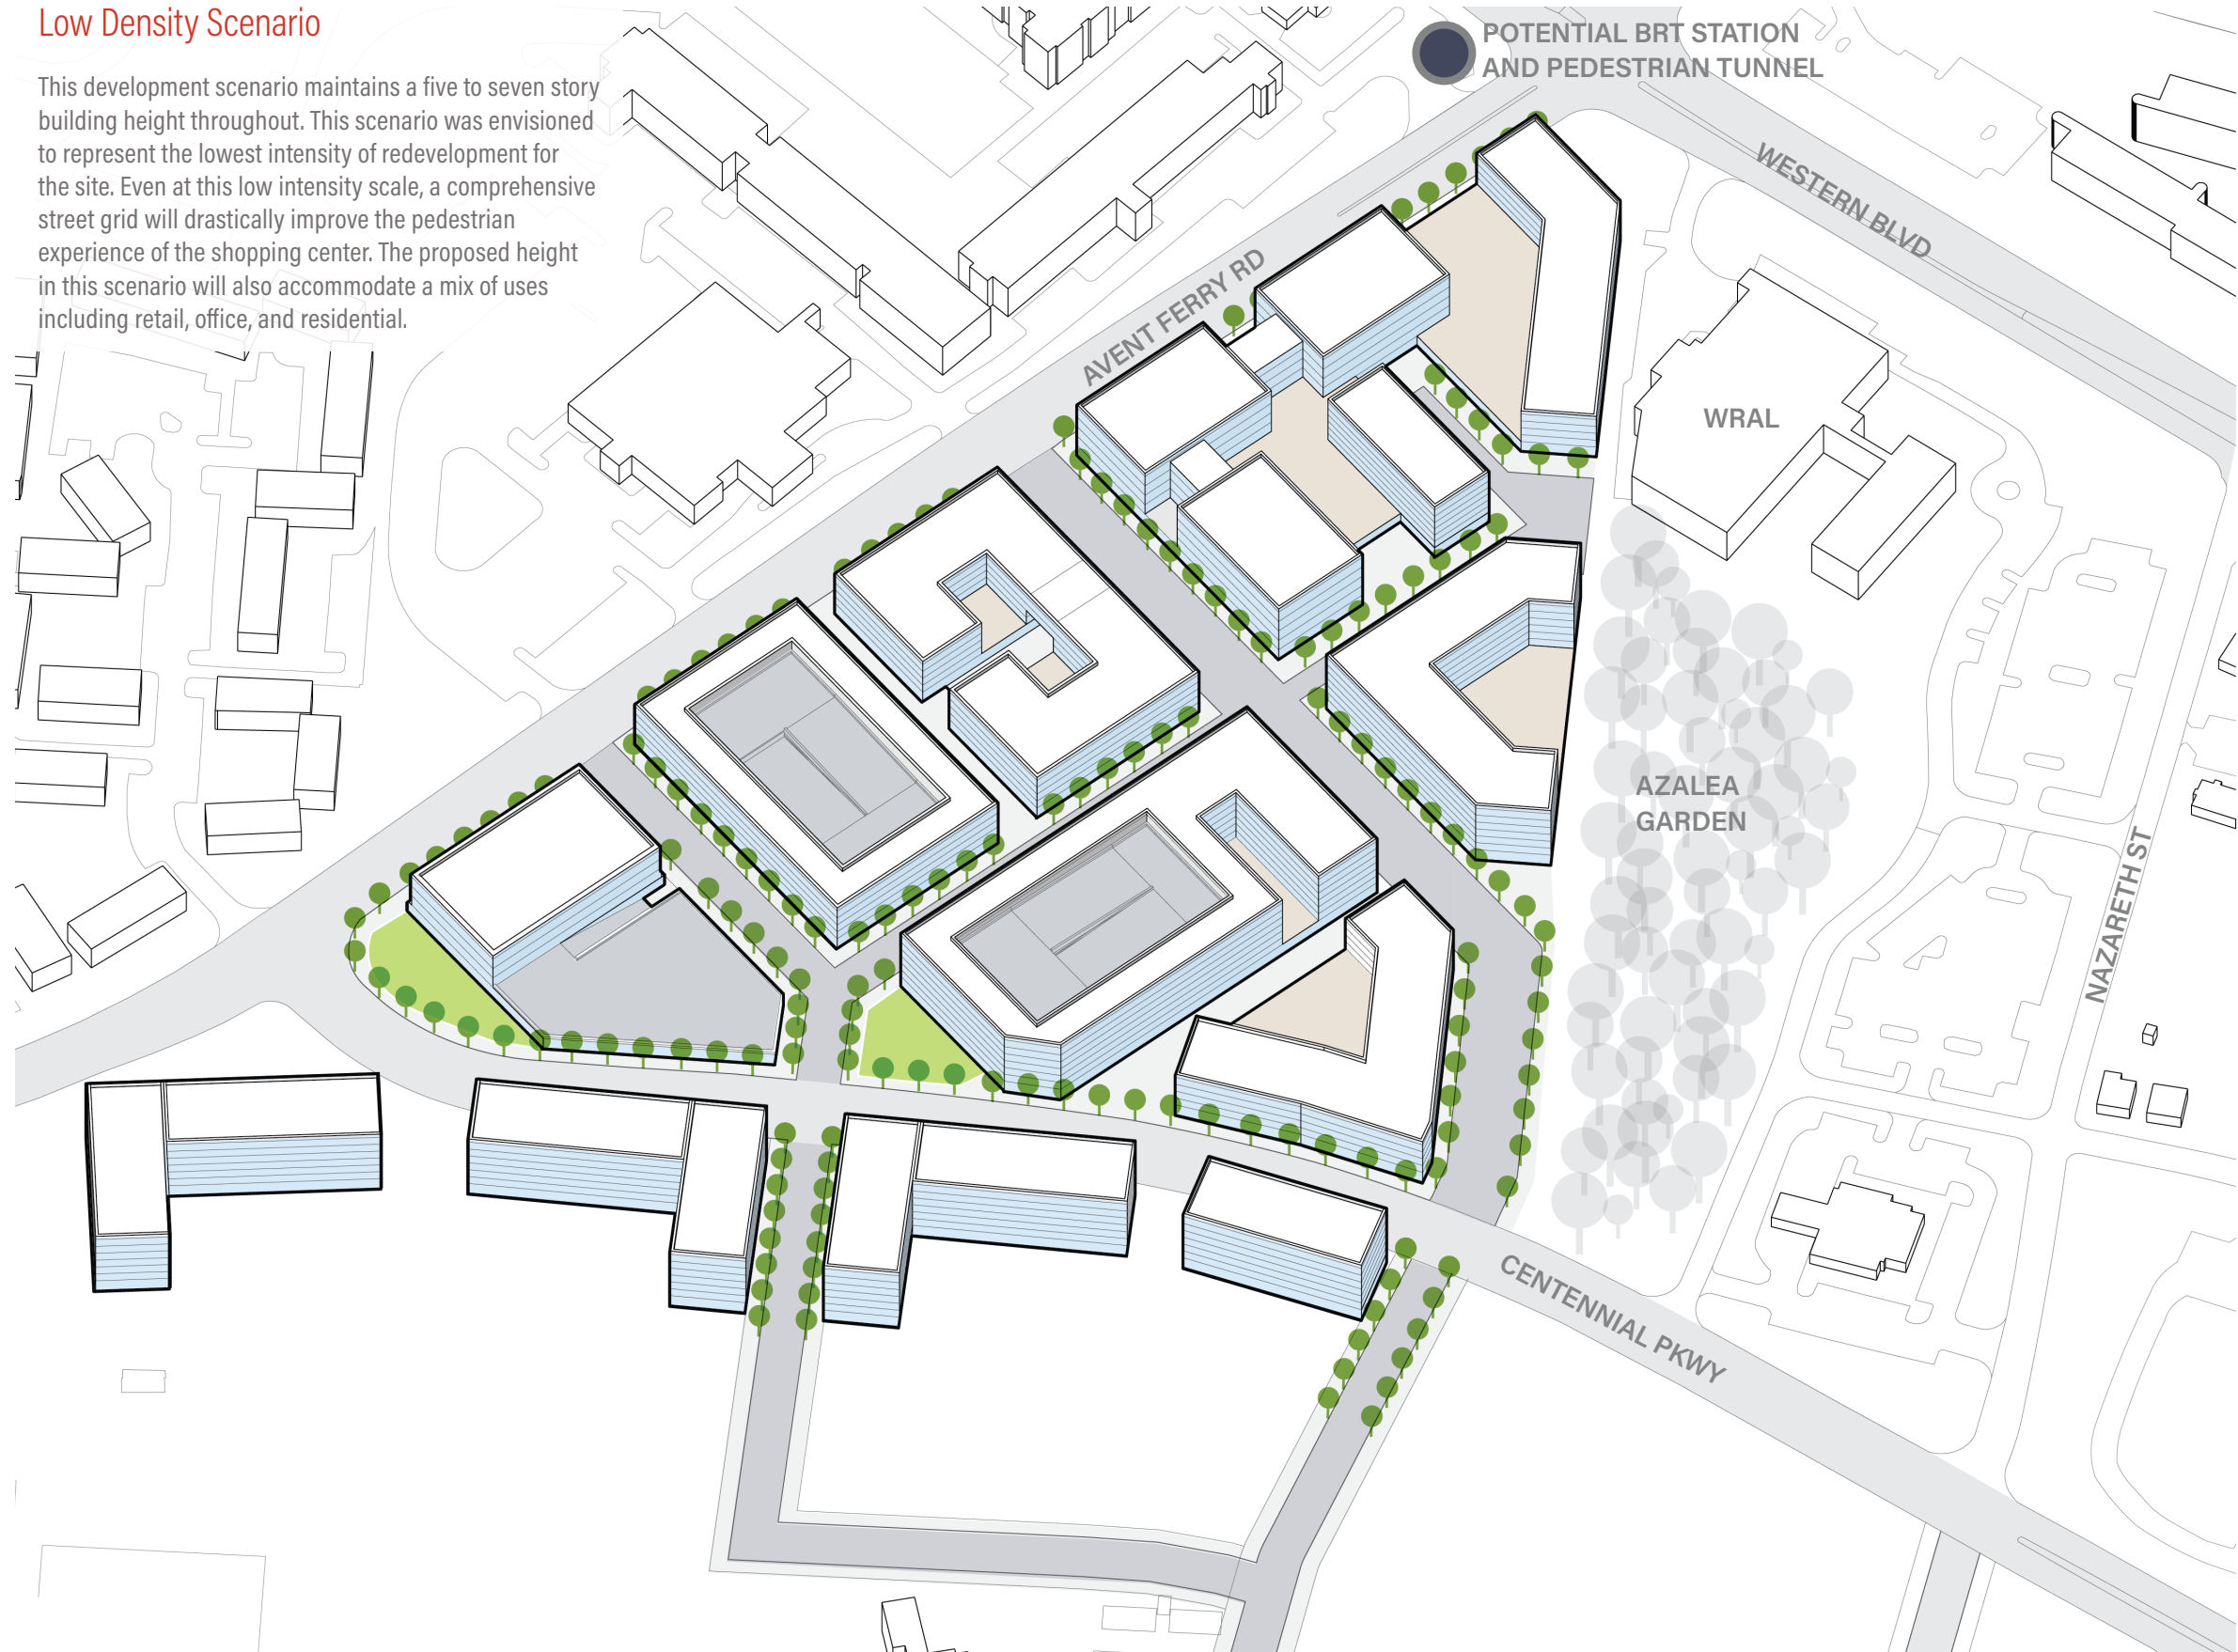 Low Density Scenario
This development scenario maintains a five to seven story
building height throughout. This scenario was envisioned
to represent the lowest intensity of redevelopment for
the site. Even at this low intensity scale, a comprehensive
street grid will drastically improve the pedestrian
experience of the shopping center. The proposed height
in this scenario will also accommodate a mix of uses
including retail, office, and residential.
POTENTIAL BRT STATION
AND PEDESTRIAN TUNNEL
WESTERN BLVD
AVENT FERRY RD
WRAL
AZALEA
GARDEN
NAZARETH ST
CENTENNIAL PKWY